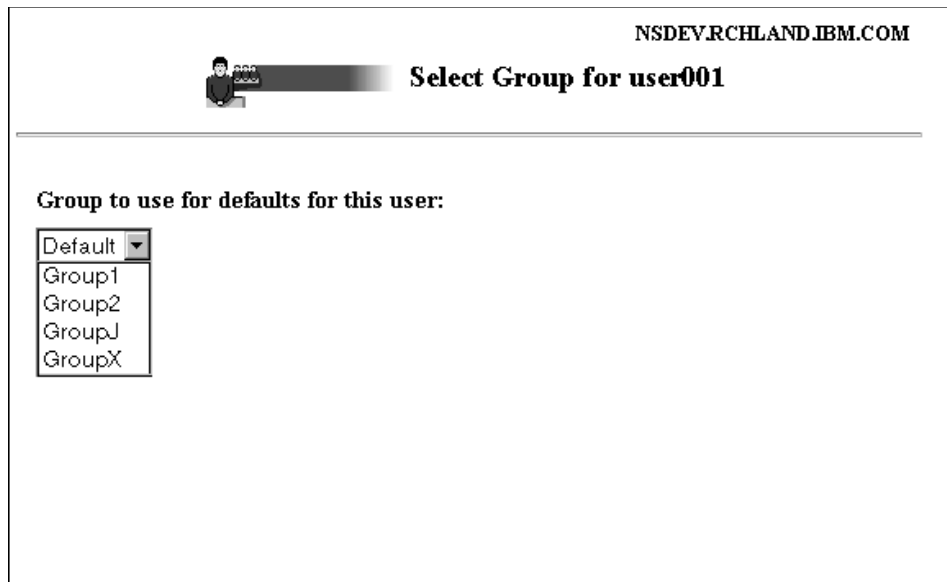 NSDEV.RCHLAND.IBM.COM
Select Group for user001
Group to use for defaults for this user:
Default
Group1
Group2
GroupJ
GroupX